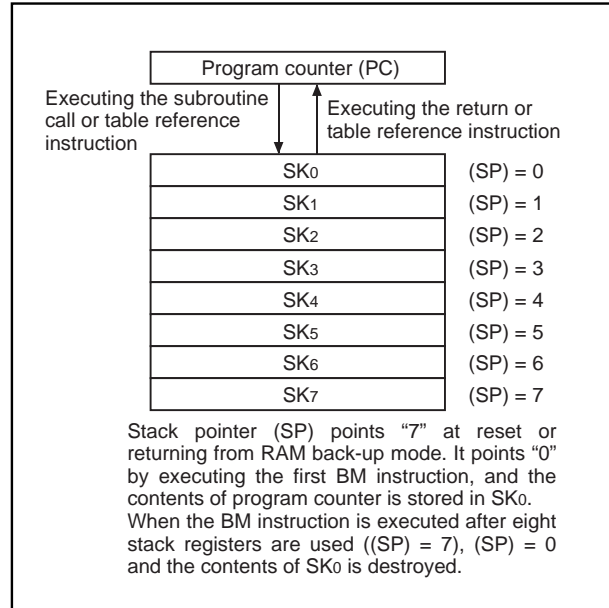 Program counter (PC)
Executing the subroutine
call or table reference
instruction
Executing the return or
table reference instruction
SK0 (SP) = 0
SK1 (SP) = 1
SK2 (SP) = 2
SK3 (SP) = 3
SK4 (SP) = 4
SK5 (SP) = 5
SK6 (SP) = 6
SK7 (SP) = 7
Stack pointer (SP) points “7” at reset or
returning from RAM back-up mode. It points “0”
by executing the first BM instruction, and the
contents of program counter is stored in SK0.
When the BM instruction is executed after eight
stack registers are used ((SP) = 7), (SP) = 0
and the contents of SK0 is destroyed.